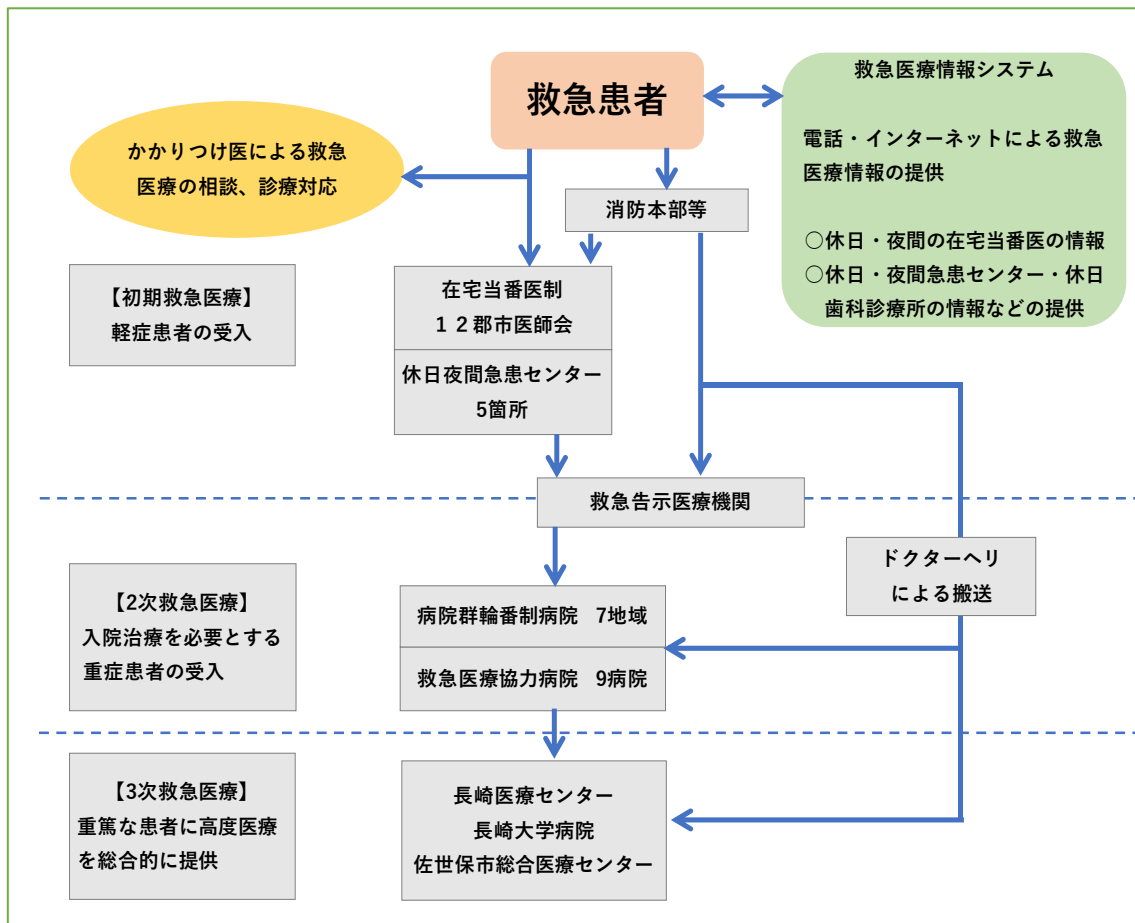 救急患者
救急医療情報システム
電話・インターネットによる救急
医療情報の提供
○休日・夜間の在宅当番医の情報
○休日・夜間急患センター・休日
歯科診療所の情報などの提供
かかりつけ医による救急
医療の相談、診療対応
消防本部等
【初期救急医療】
軽症患者の受入
在宅当番医制
１２郡市医師会
休日夜間急患センター
5箇所
救急告示医療機関
ドクターヘリ
による搬送
【2次救急医療】
入院治療を必要とする
重症患者の受入
病院群輪番制病院　7地域
救急医療協力病院　9病院
【3次救急医療】
重篤な患者に高度医療
を総合的に提供
長崎医療センター
長崎大学病院
佐世保市総合医療センター